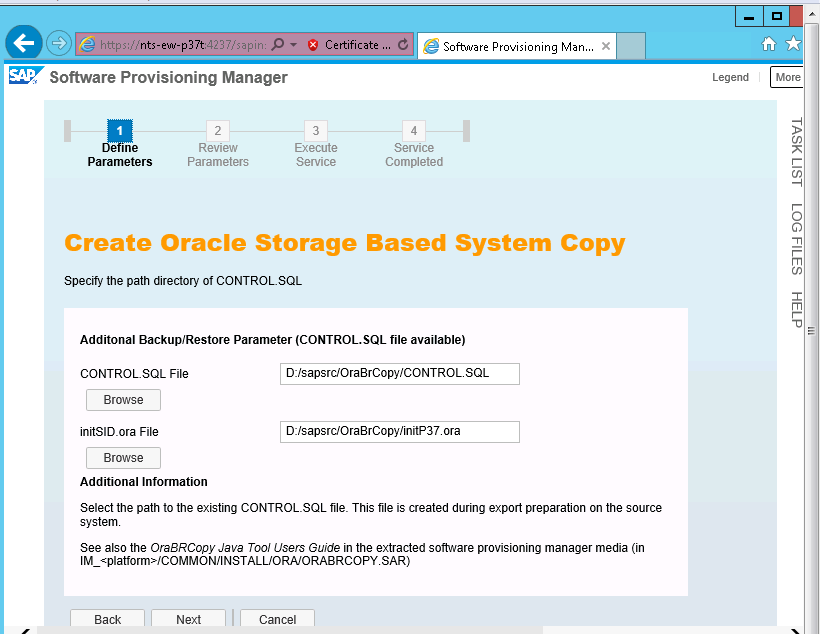 https://nts-ew-p37t:4237/sapin: Certificate ... Software Provisioning Man...
SAP Software Provisioning Manager Legend More
1 2 3 4
Define Parameters
Review Parameters
Execute Service
Service Completed
TASK LIST
LOG FILES
HELP
Create Oracle Storage Based System Copy
Specify the path directory of CONTROL.SQL
Additonal Backup/Restore Parameter (CONTROL.SQL file available)
CONTROL.SQL File D:/sapsrc/OraBrCopy/CONTROL.SQL
Browse
initSID.ora File D:/sapsrc/OraBrCopy/initP37.ora
Browse
Additional Information
Select the path to the existing CONTROL.SQL file. This file is created during export preparation on the source
system.
See also the OraBRCopy Java Tool Users Guide in the extracted software provisioning manager media (in
IM_<platform>/COMMON/INSTALL/ORA/ORABRCOPY.SAR)
Back Next Cancel